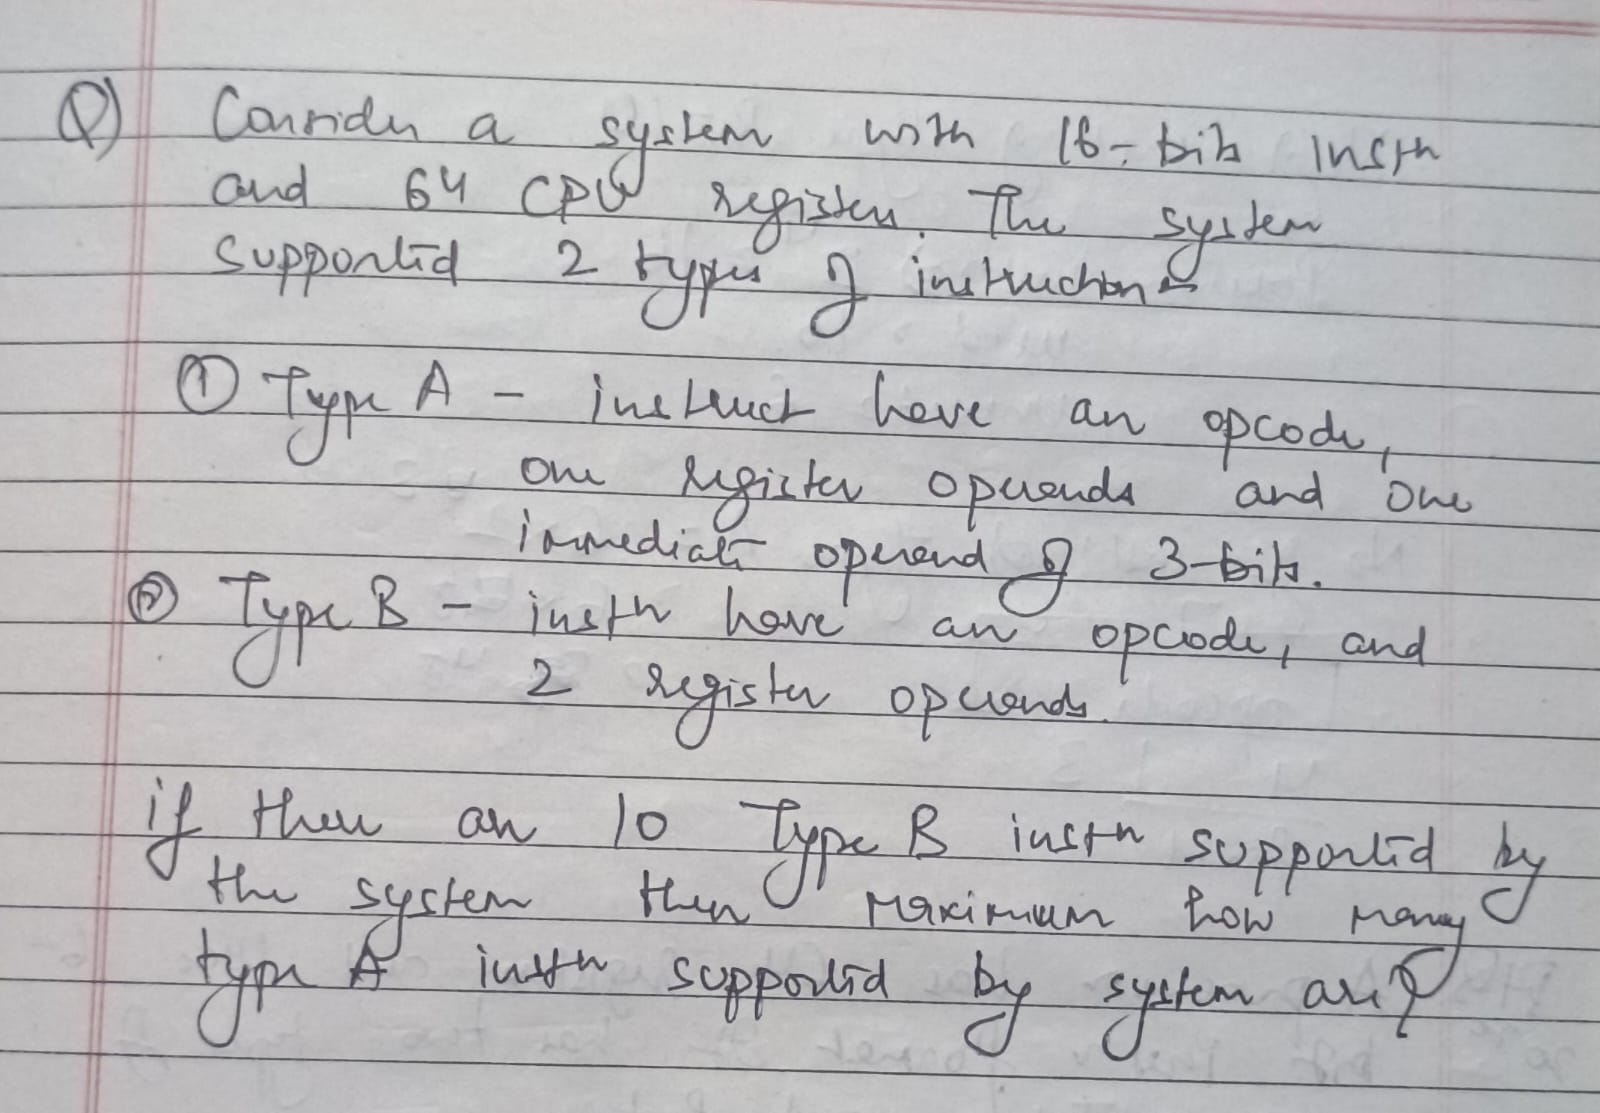 Q) Consider a system with 16-bits instn
and 64 CPU registers. The system
supported 2 types of instructions
① Type A - instruct have an opcode,
one register operands and one
immediate operand of 3-bits.
② Type B - instn have an opcode, and
2 register operands.
if there are 10 Type B instn supported by
the system then maximum how many
type A instn supported by system are?